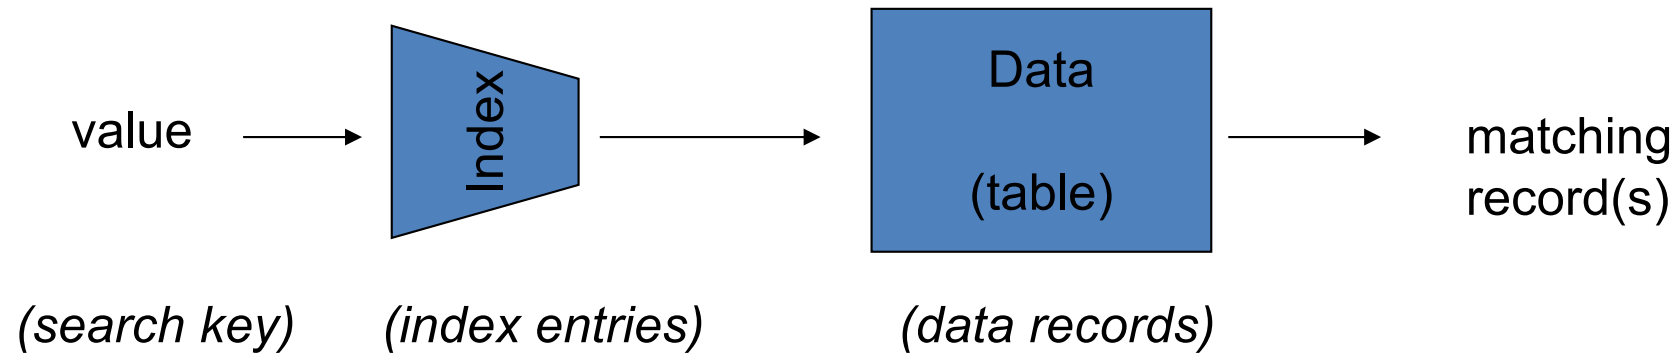 value
Index
Data
(table)
matching
record(s)
(search key)
(index entries)
(data records)